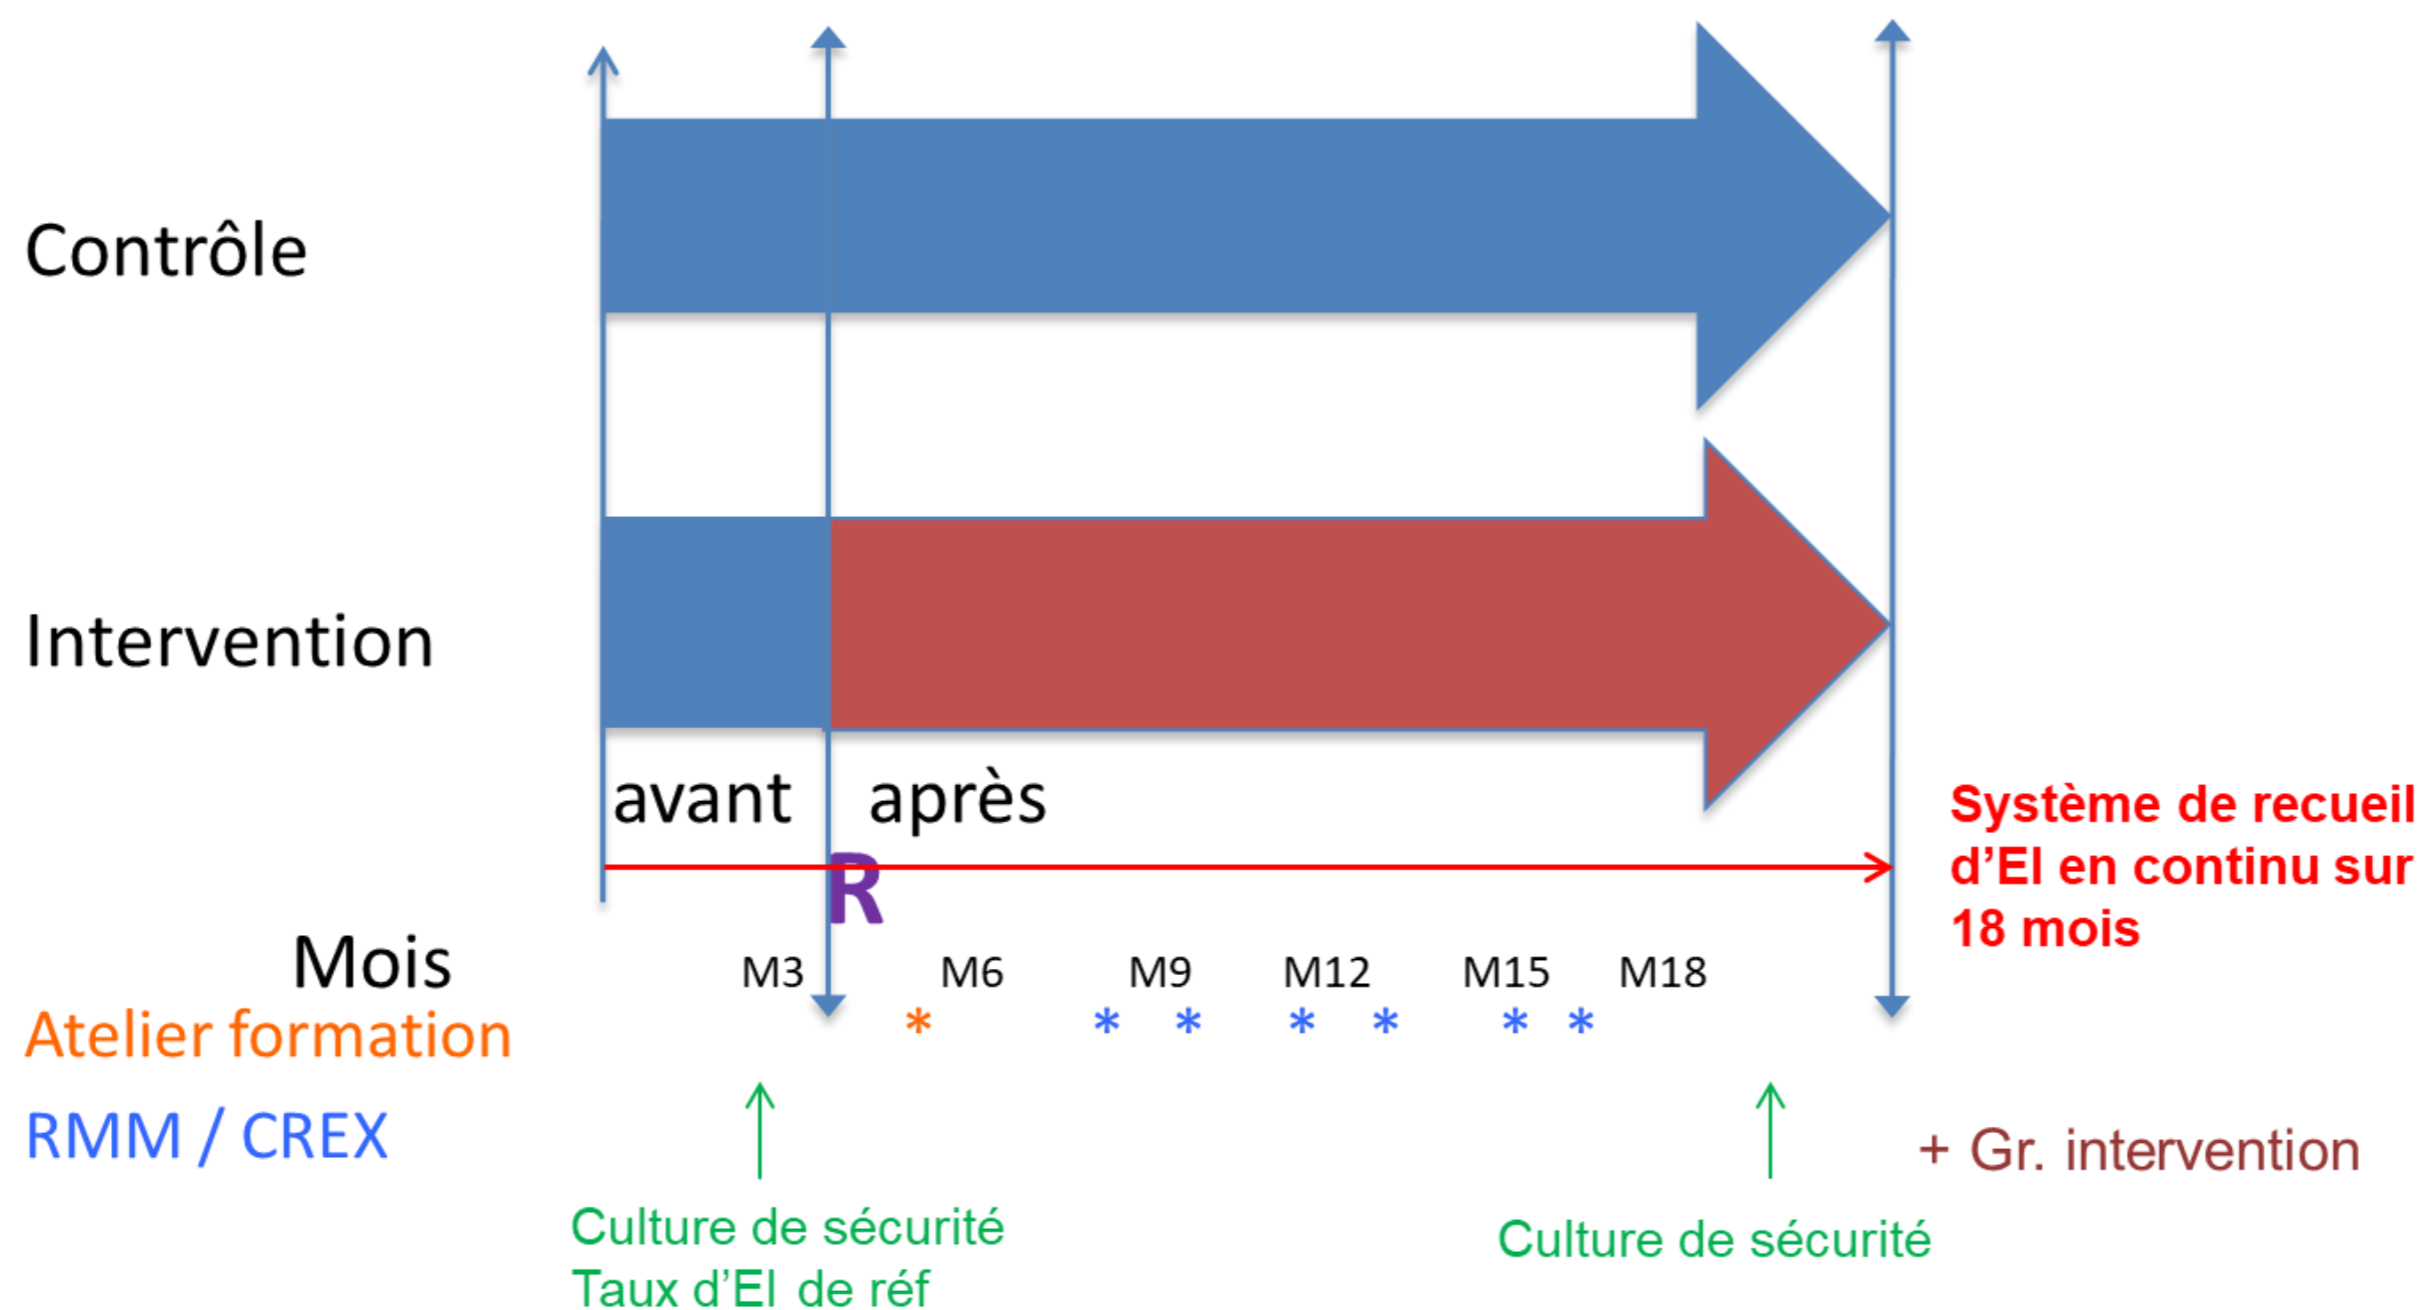 Contrôle
Intervention
avant
après
Système de recueil
d’EI en continu sur
18 mois
R
Mois
M3
M6
M9
M12
M15
M18
Atelier formation
* * * * * * *
RMM / CREX
+ Gr. intervention
Culture de sécurité
Taux d’EI de réf
Culture de sécurité